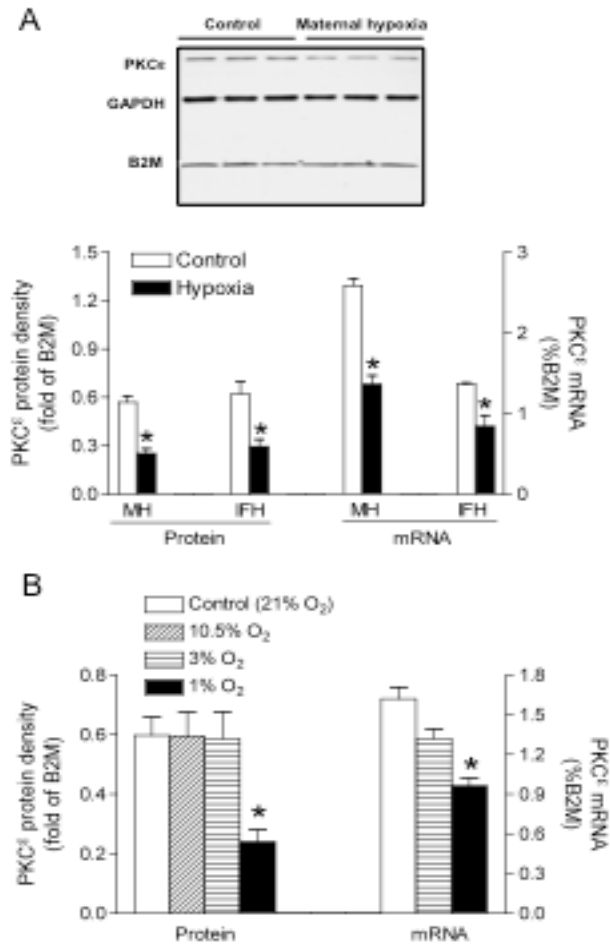 A
Control Maternal hypoxia
PKCε
GAPDH
B2M
PKCε protein density
(fold of B2M)
1.5
1.2
0.9
0.6
0.3
0.0
Control
Hypoxia
* * * *
3
2
1
0
PKCε mRNA
(%B2M)
MH IFH MH IFH
Protein mRNA
B
Control (21% O2)
10.5% O2
3% O2
1% O2
PKCε protein density
(fold of B2M)
0.8
0.6
0.4
0.2
0.0
* *
1.8
1.5
1.2
0.9
0.6
0.3
0.0
PKCε mRNA
(%B2M)
Protein mRNA